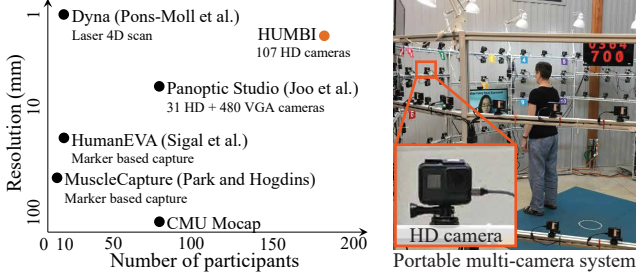 Resolution (mm)
1
10
100
Dyna (Pons-Moll et al.)
Laser 4D scan
HUMBI
107 HD cameras
Panoptic Studio (Joo et al.)
31 HD + 480 VGA cameras
HumanEVA (Sigal et al.)
Marker based capture
MuscleCapture (Park and Hogdins)
Marker based capture
CMU Mocap
0 10 50 100 150 200
Number of participants
700
HD camera
Portable multi-camera system